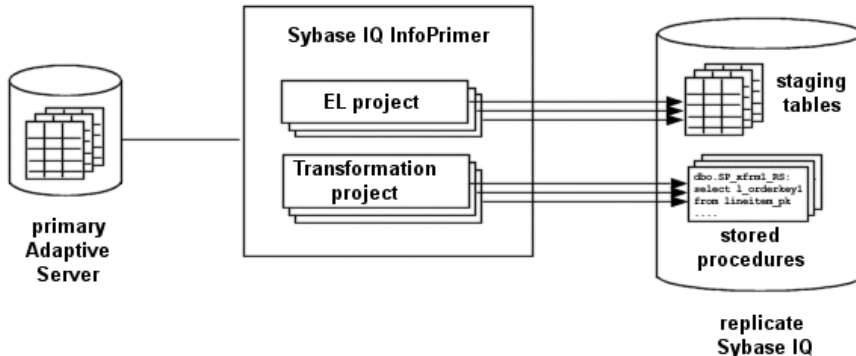 Sybase IQ InfoPrimer
EL project
Transformation
project
primary
Adaptive
Server
staging
tables
dbo.SP_xfrm1_RS:
select l_orderkey1
from lineitem_pk
....
stored
procedures
replicate
Sybase IQ